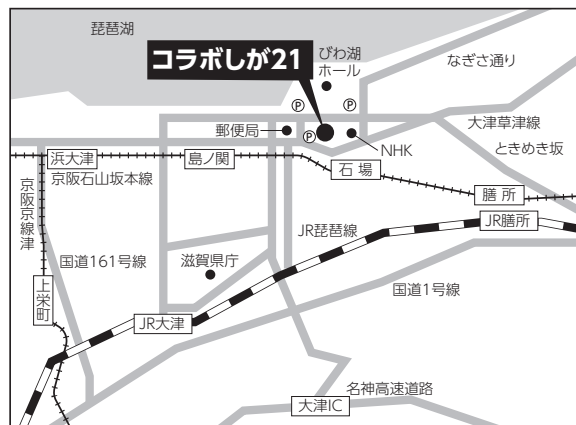 琵琶湖
コラボしが21
びわ湖
ホール
なぎさ通り
Ⓟ
Ⓟ
大津草津線
郵便局
Ⓟ
NHK
ときめき坂
浜大津
島ノ関
石場
京阪石山坂本線
膳所
京阪京線津
JR琵琶線
JR膳所
国道161号線
滋賀県庁
国道1号線
上栄町
JR大津
名神高速道路
大津IC